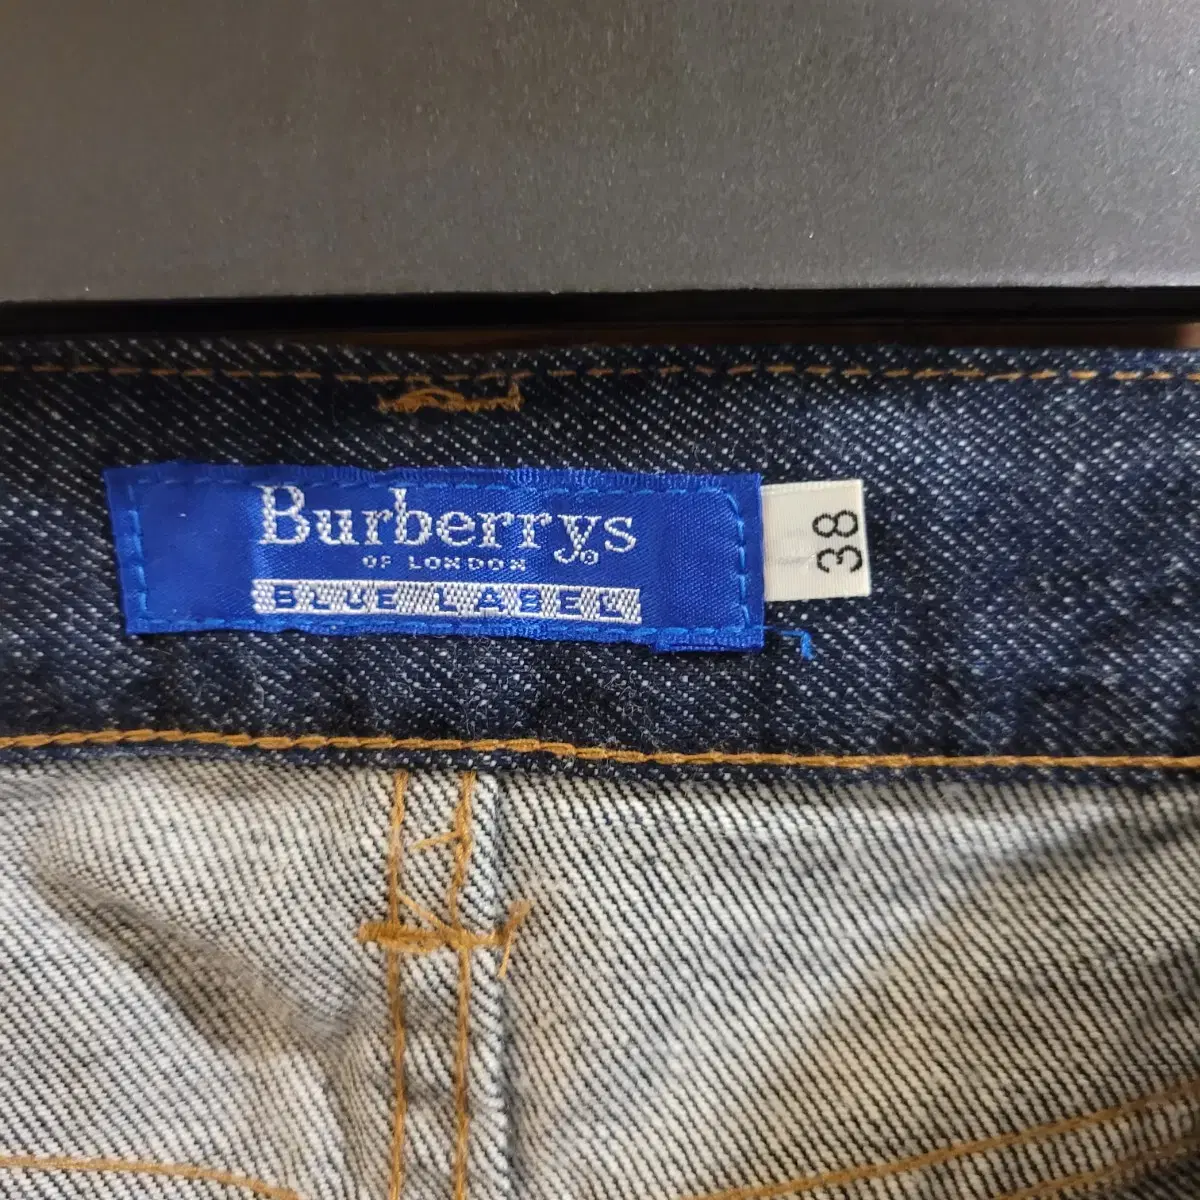 Burberrys®
OF LONDON
BLUE LABEL
38